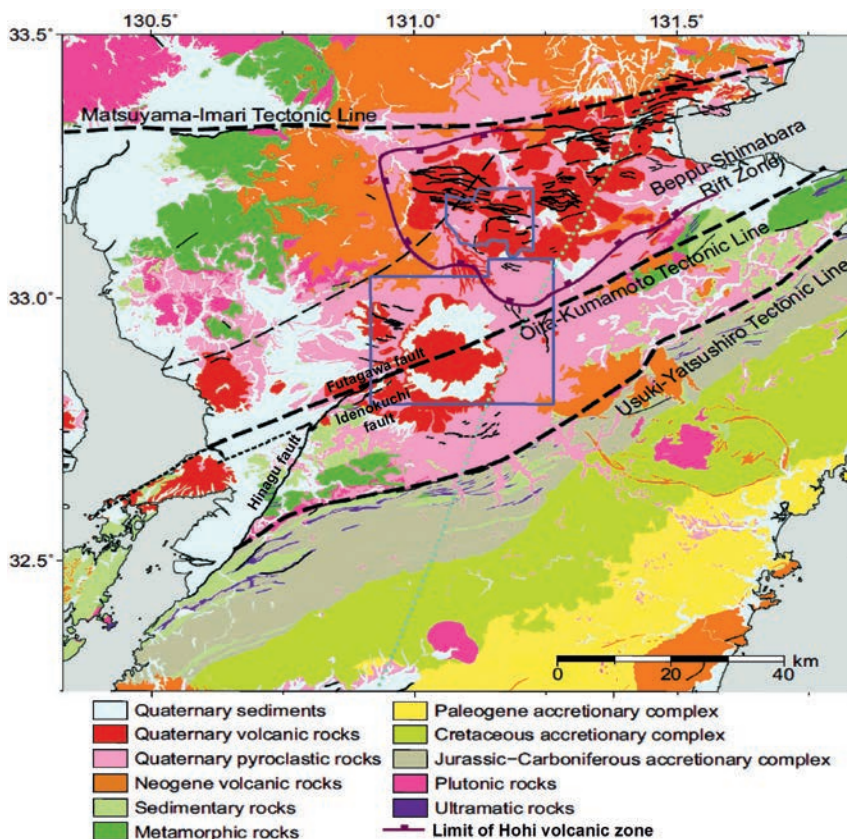 130.5 131.0 131.5
33.5
Matsuyama-Imari Tectonic Line
Beppu-Shimabara
Rift Zone
33.0
Oita-Kumamoto Tectonic Line
Usuki-Yatsushiro Tectonic Line
Futagawa fault
Idenokuchi
fault
Hinagu fault
32.5
0 20 40 km
Quaternary sediments
Quaternary volcanic rocks
Quaternary pyroclastic rocks
Neogene volcanic rocks
Sedimentary rocks
Metamorphic rocks
Paleogene accretionary complex
Cretaceous accretionary complex
Jurassic-Carboniferous accretionary complex
Plutonic rocks
Ultramatic rocks
Limit of Hohi volcanic zone